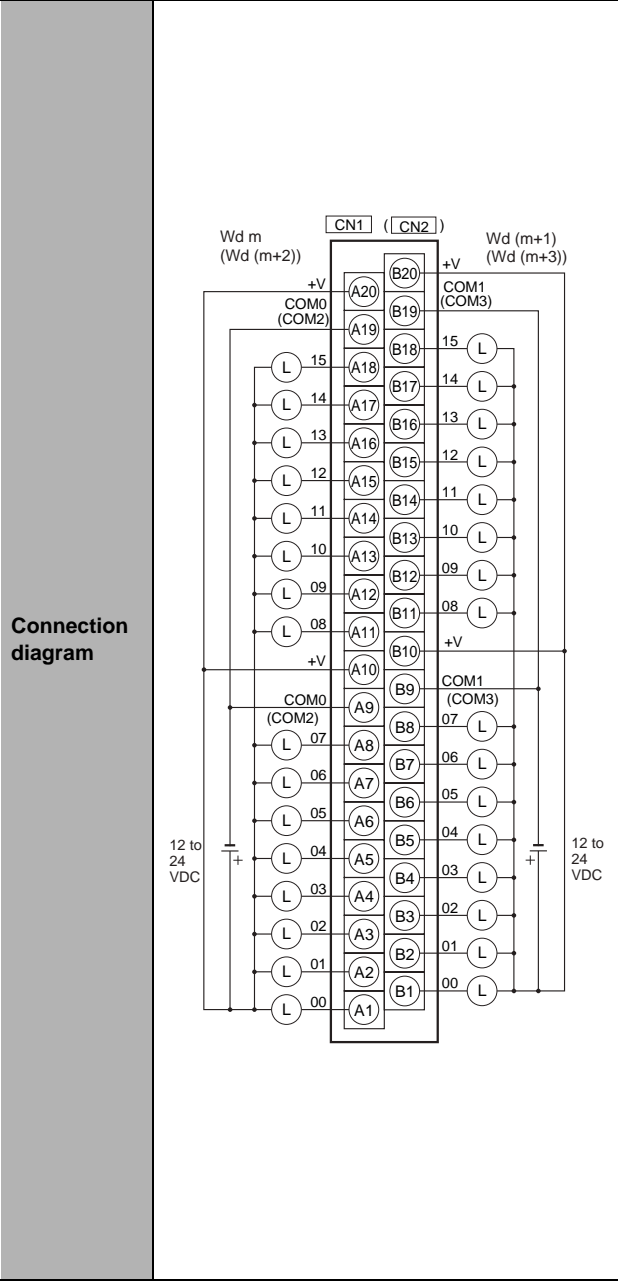 Connection
diagram
CN1 ( CN2 )
Wd m
(Wd (m+2))
Wd (m+1)
(Wd (m+3))
+V A20
COM0
(COM2) A19
L 15 A18
L 14 A17
L 13 A16
L 12 A15
L 11 A14
L 10 A13
L 09 A12
L 08 A11
+V A10
COM0
(COM2) A9
L 07 A8
L 06 A7
L 05 A6
L 04 A5
L 03 A4
L 02 A3
L 01 A2
L 00 A1
12 to
24
VDC
+
B20 +V
B19 COM1
(COM3)
B18 15 L
B17 14 L
B16 13 L
B15 12 L
B14 11 L
B13 10 L
B12 09 L
B11 08 L
B10 +V
B9 COM1
(COM3)
B8 07 L
B7 06 L
B6 05 L
B5 04 L
B4 03 L
B3 02 L
B2 01 L
B1 00 L
+
12 to
24
VDC